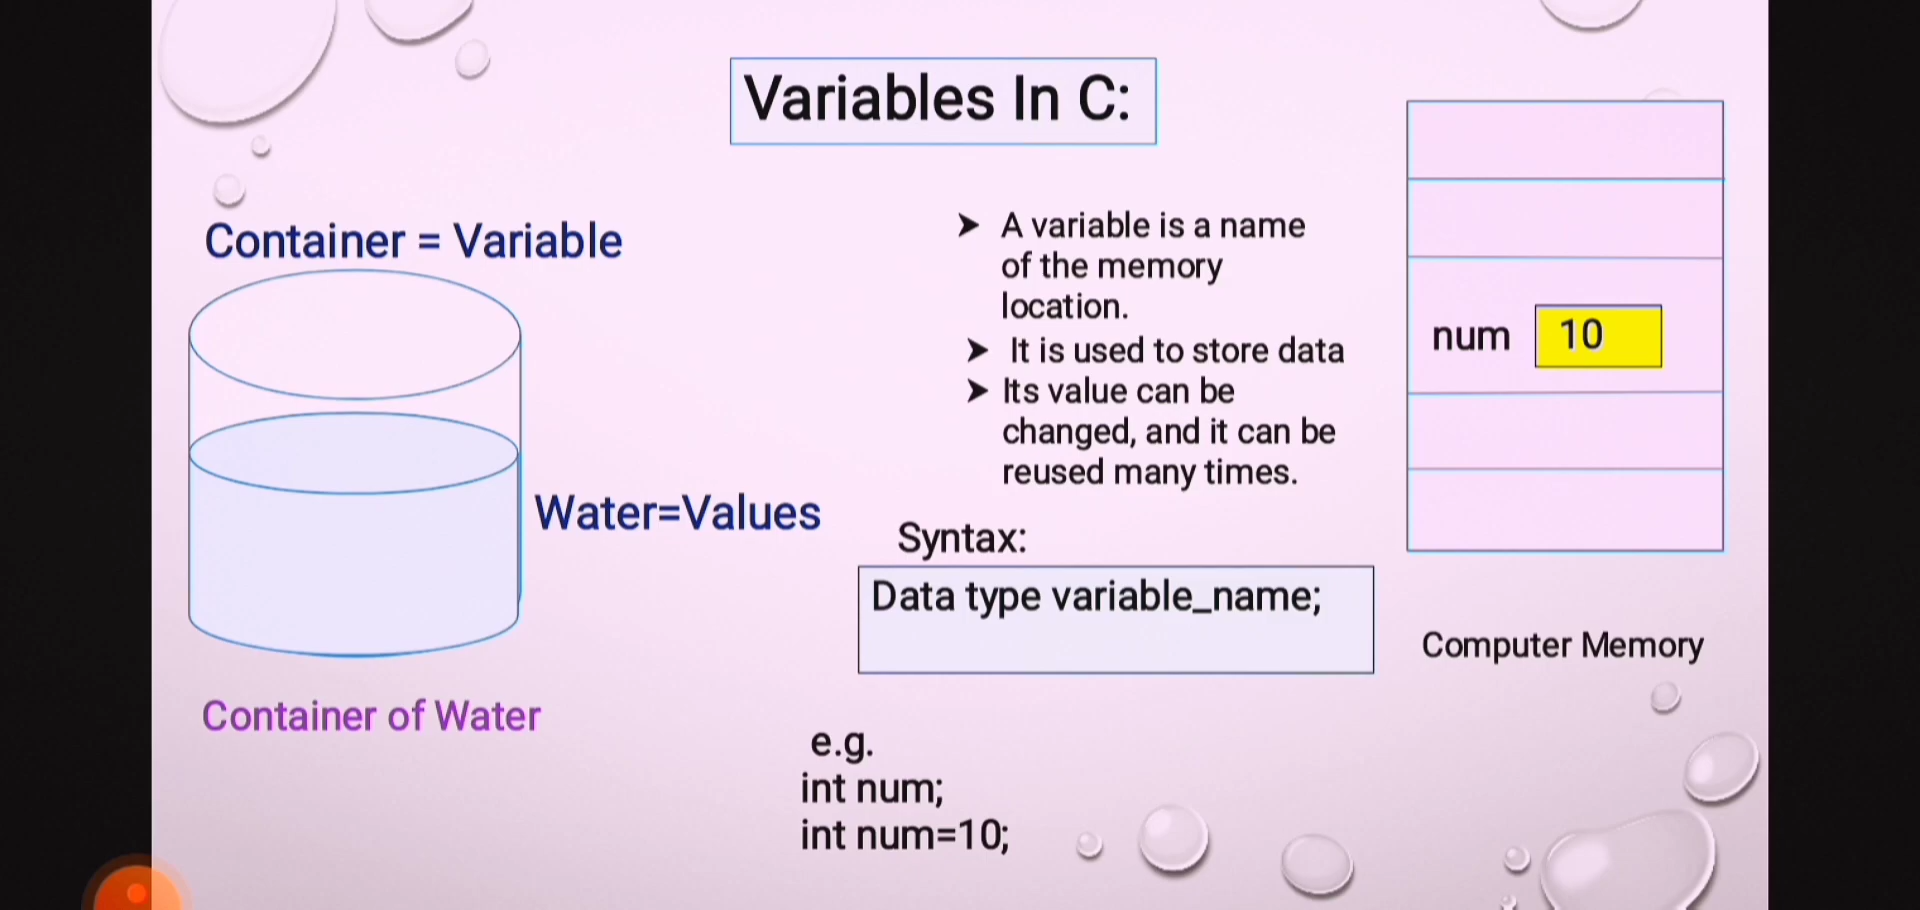 Variables In C:
Container = Variable
Water=Values
Container of Water
➤ A variable is a name
of the memory
location.
➤ It is used to store data
➤ Its value can be
changed, and it can be
reused many times.
Syntax:
Data type variable_name;
e.g.
int num;
int num=10;
num 10
Computer Memory